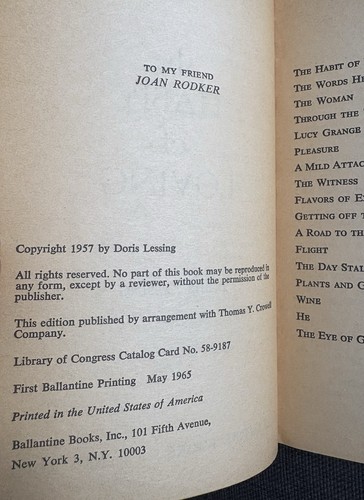 TO MY FRIEND
JOAN RODKER
Copyright 1957 by Doris Lessing
All rights reserved. No part of this book may be reproduced in
any form, except by a reviewer, without the permission of the
publisher.
This edition published by arrangement with Thomas Y. Crowell
Company.
Library of Congress Catalog Card No. 58-9187
First Ballantine Printing May 1965
Printed in the United States of America
Ballantine Books, Inc., 101 Fifth Avenue,
New York 3, N.Y. 10003
THE HABIT OF
THE WORDS H
THE WOMAN
THROUGH THE
LUCY GRANGE
PLEASURE
A MILD ATTAC
THE WITNESS
FLAVORS OF E
GETTING OFF T
A ROAD TO TH
FLIGHT
THE DAY STAL
PLANTS AND G
WINE
HE
THE EYE OF G